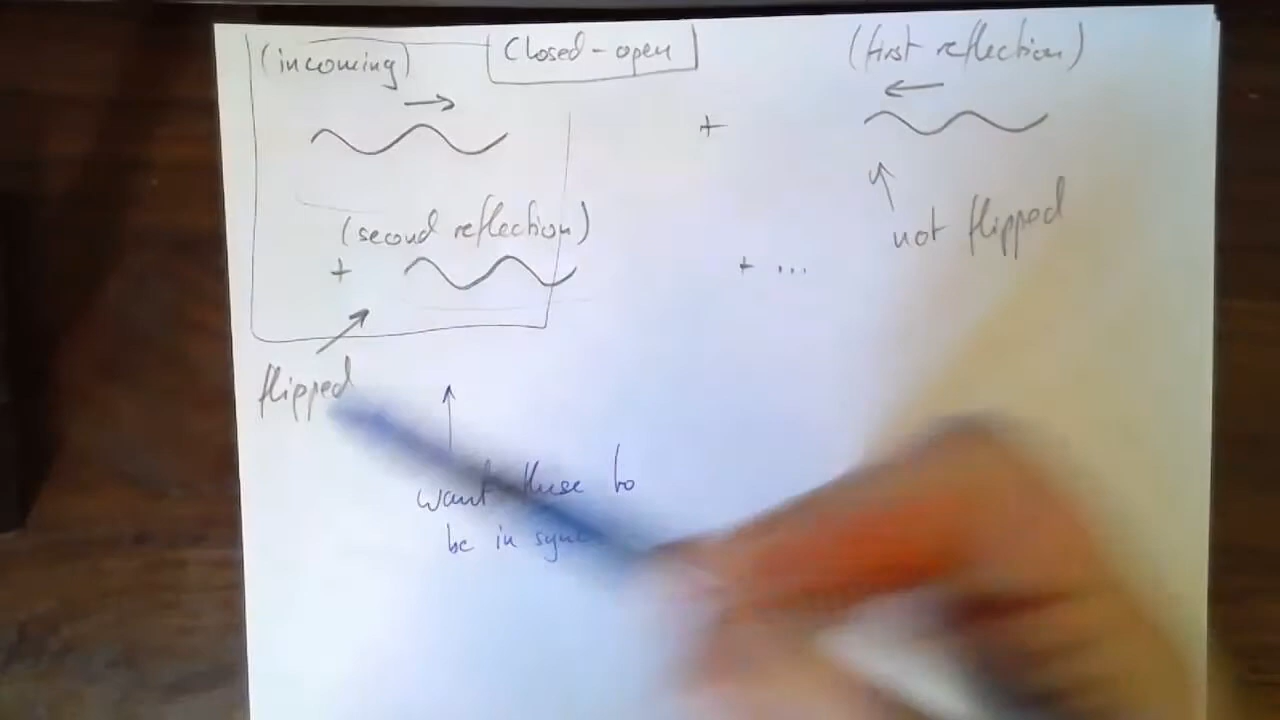 (incoming)
Closed-open
(first reflection)
+
not flipped
(second reflection)
+
+ ...
flipped
want these to
be in sync